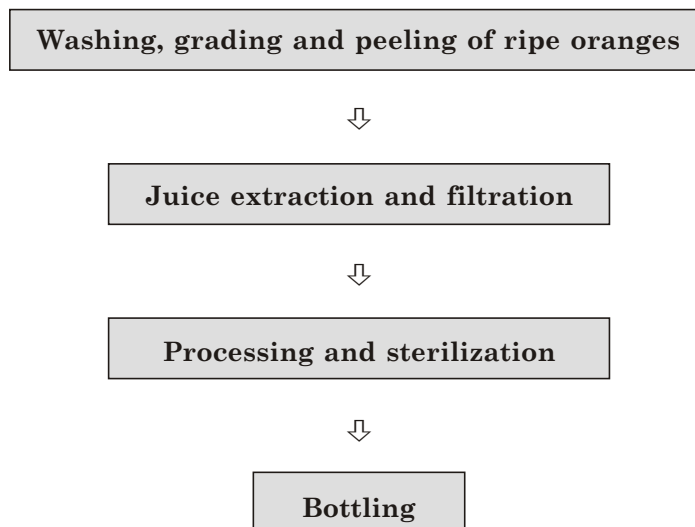 Washing, grading and peeling of ripe oranges
Juice extraction and filtration
Processing and sterilization
Bottling